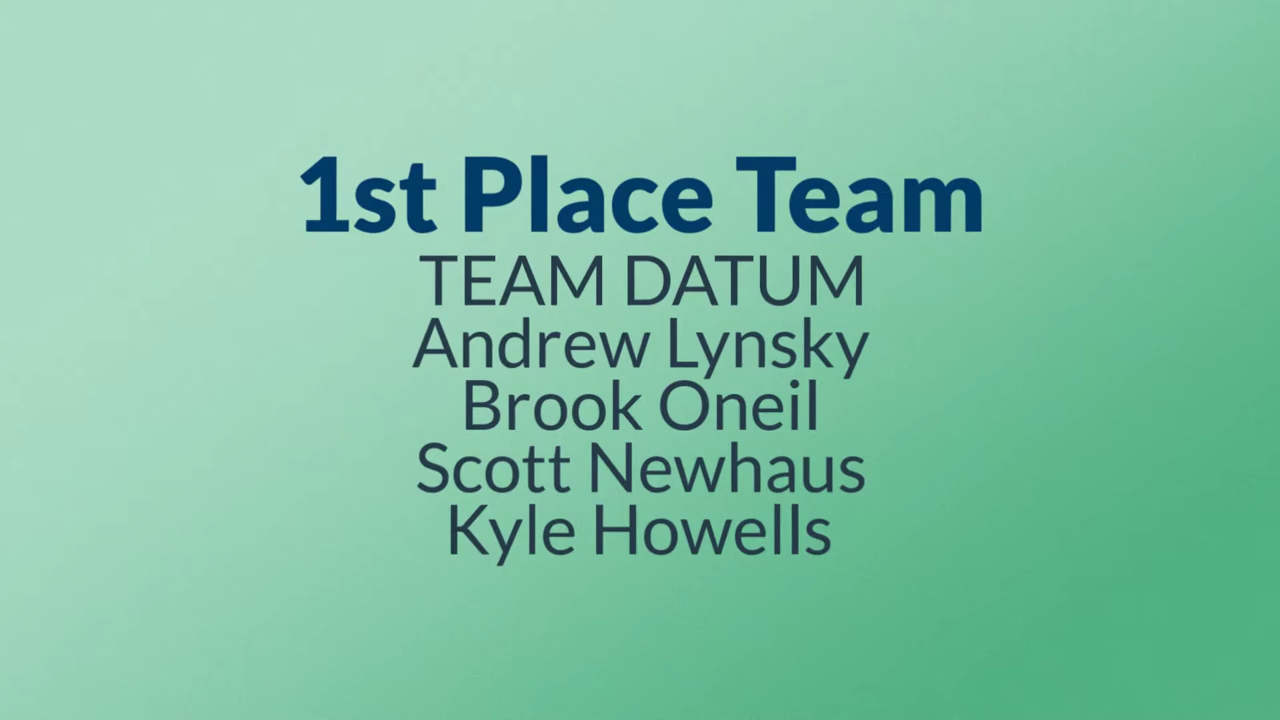 1st Place Team
TEAM DATUM
Andrew Lynsky
Brook Oneil
Scott Newhaus
Kyle Howells